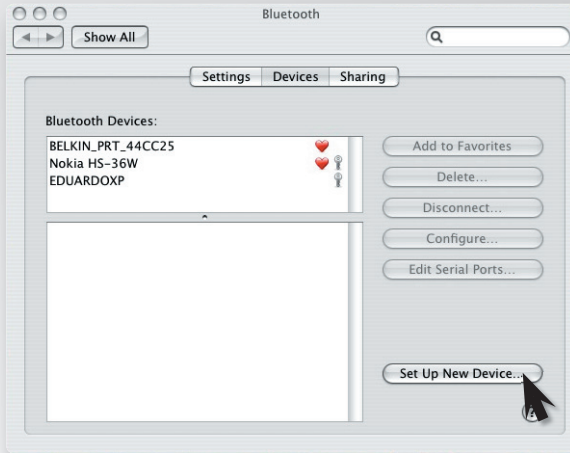 Bluetooth
Show All
Settings Devices Sharing
Bluetooth Devices:
BELKIN_PRT_44CC25
Nokia HS-36W
EDUARDOXP
Add to Favorites
Delete...
Disconnect...
Configure...
Edit Serial Ports...
Set Up New Device...